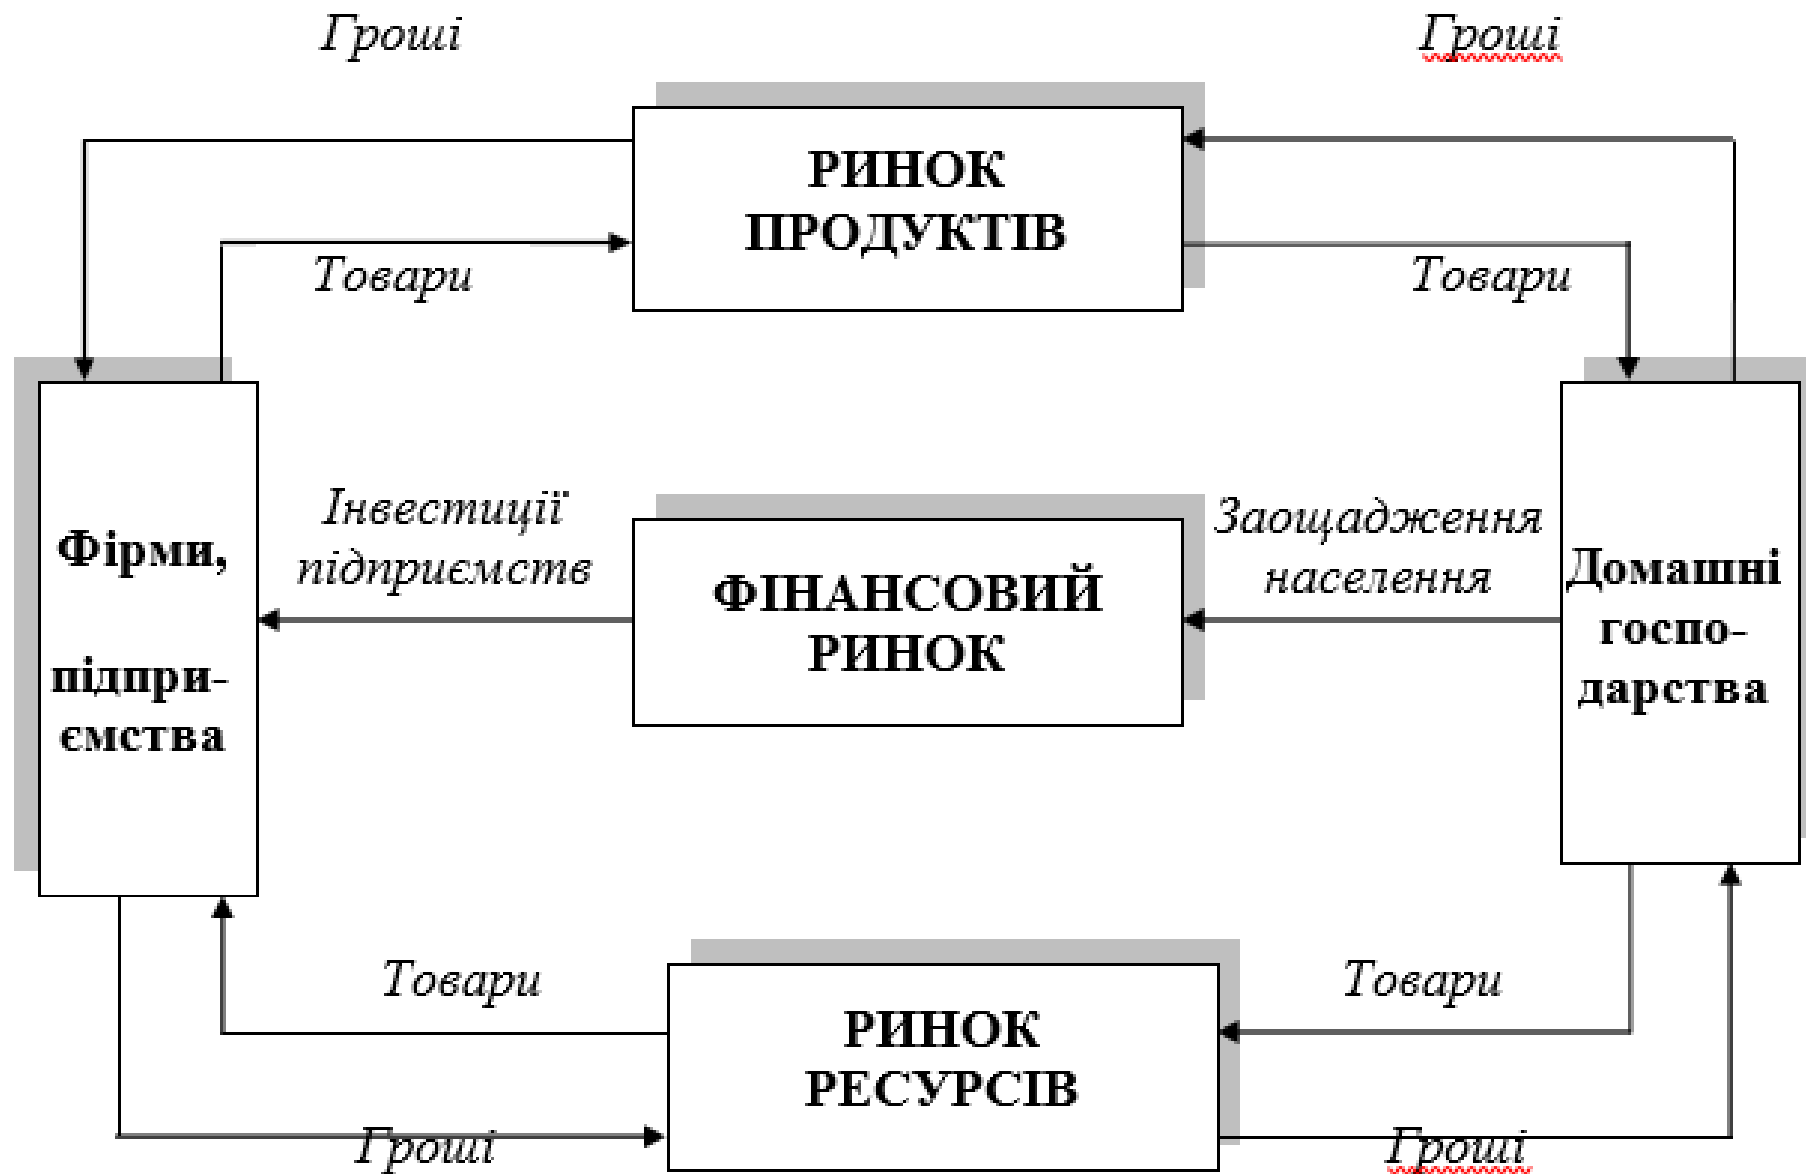 Гроші
Гроші
РИНОК
ПРОДУКТІВ
Товари
Товари
Фірми,
підпри-
ємства
Інвестиції
підприємств
ФІНАНСОВИЙ
РИНОК
Заощадження
населення
Домашні
госпо-
дарства
Товари
Товари
РИНОК
РЕСУРСІВ
Гроші
Гроші